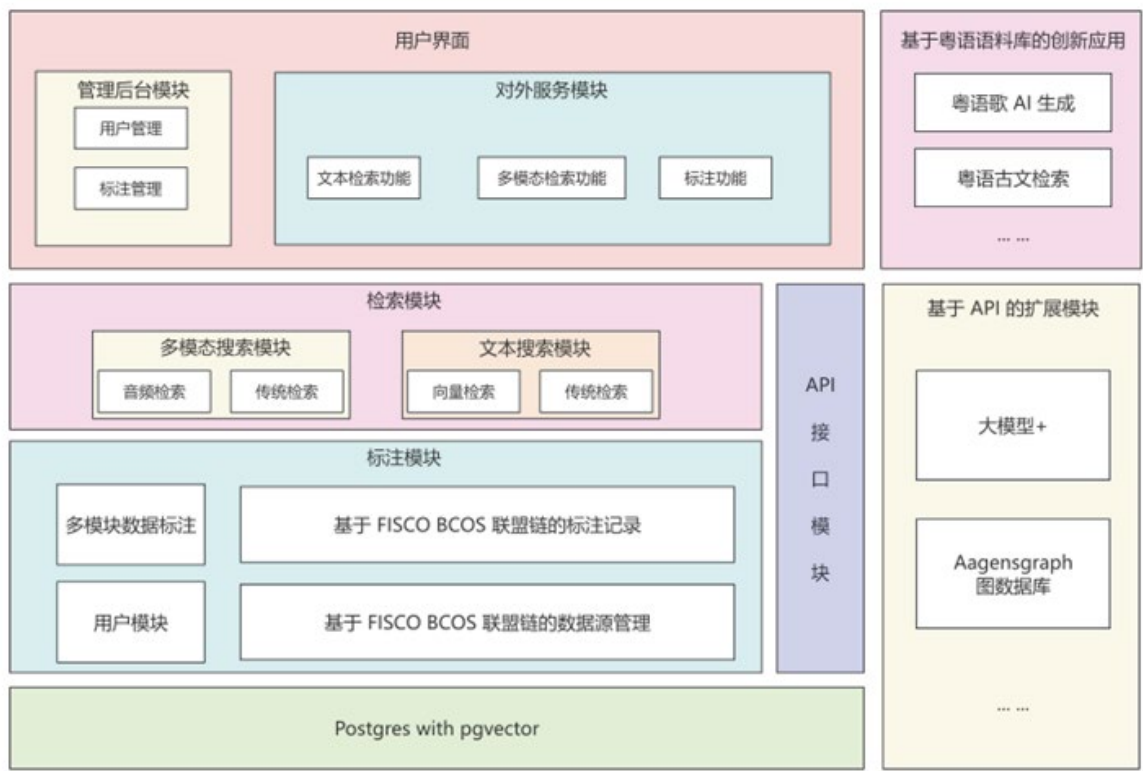 用户界面
管理后台模块
用户管理
标注管理
对外服务模块
文本检索功能
多模态检索功能
标注功能
基于粤语语料库的创新应用
粤语歌 AI 生成
粤语古文检索
... ...
检索模块
多模态搜索模块
音频检索
传统检索
文本搜索模块
向量检索
传统检索
标注模块
多模块数据标注
基于 FISCO BCOS 联盟链的标注记录
用户模块
基于 FISCO BCOS 联盟链的数据源管理
API
接
口
模
块
基于 API 的扩展模块
大模型+
Aagensgraph
图数据库
... ...
Postgres with pgvector